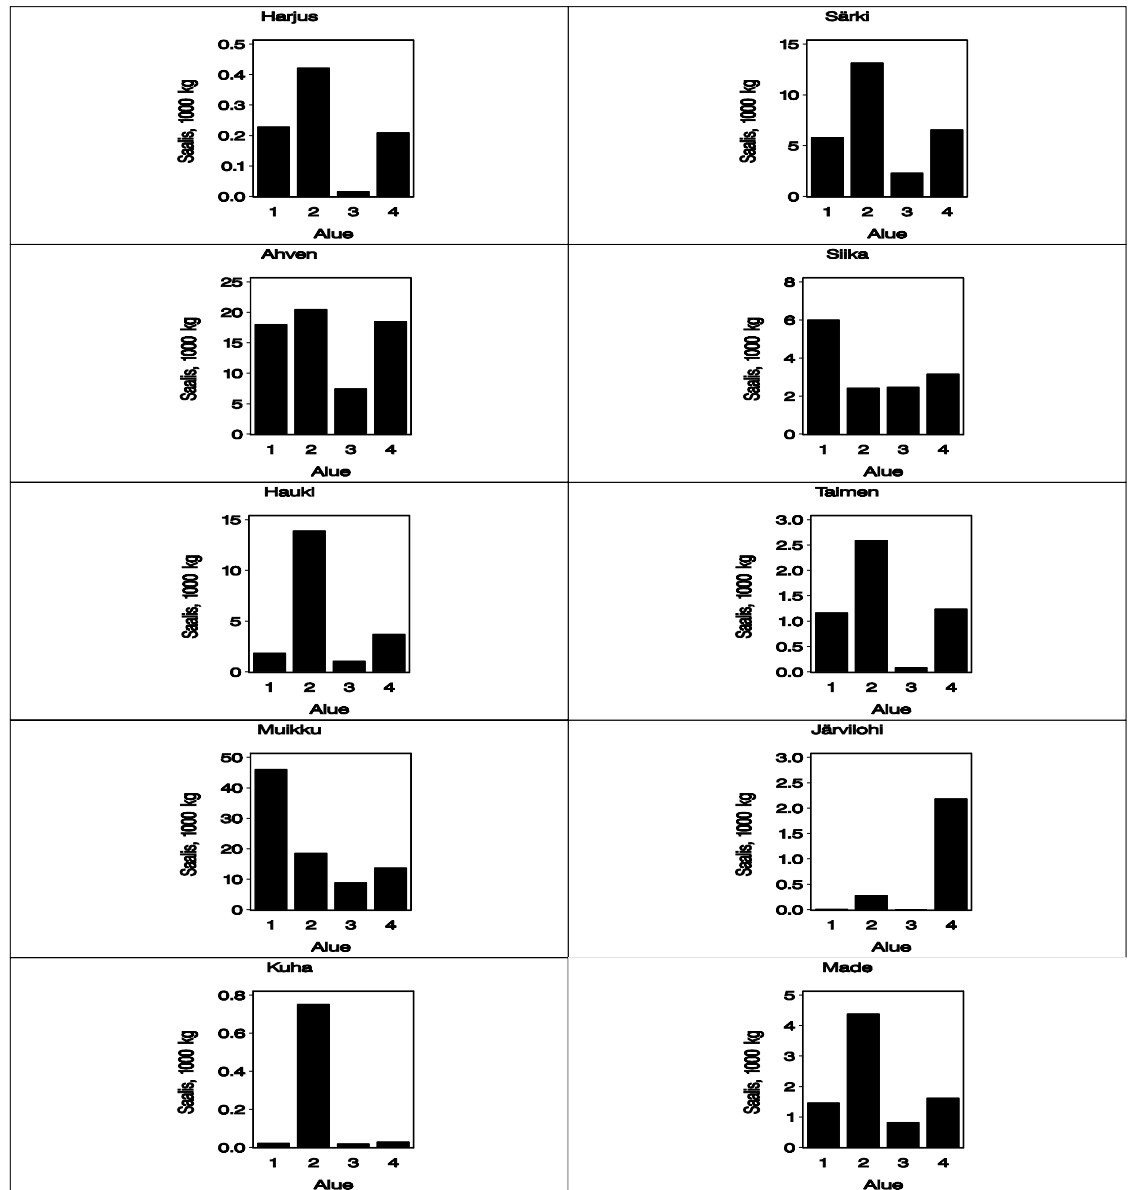 Harjus
0.5
0.4
0.3
0.2
0.1
0.0
Saalis, 1000 kg
1 2 3 4
Alue
Särki
15
10
5
0
Saalis, 1000 kg
1 2 3 4
Alue
Ahven
25
20
15
10
5
0
Saalis, 1000 kg
1 2 3 4
Alue
Siika
8
6
4
2
0
Saalis, 1000 kg
1 2 3 4
Alue
Hauki
15
10
5
0
Saalis, 1000 kg
1 2 3 4
Alue
Taimen
3.0
2.5
2.0
1.5
1.0
0.5
0.0
Saalis, 1000 kg
1 2 3 4
Alue
Muikku
50
40
30
20
10
0
Saalis, 1000 kg
1 2 3 4
Alue
Järvilohi
3.0
2.5
2.0
1.5
1.0
0.5
0.0
Saalis, 1000 kg
1 2 3 4
Alue
Kuha
0.8
0.6
0.4
0.2
0.0
Saalis, 1000 kg
1 2 3 4
Alue
Made
5
4
3
2
1
0
Saalis, 1000 kg
1 2 3 4
Alue